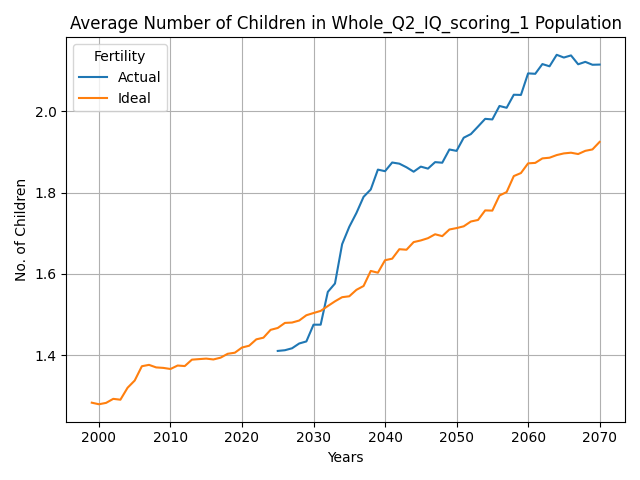 Average Number of Children in Whole_Q2_IQ_scoring_1 Population
Fertility
Actual
Ideal
No. of Children
2.0
1.8
1.6
1.4
2000 2010 2020 2030 2040 2050 2060 2070
Years